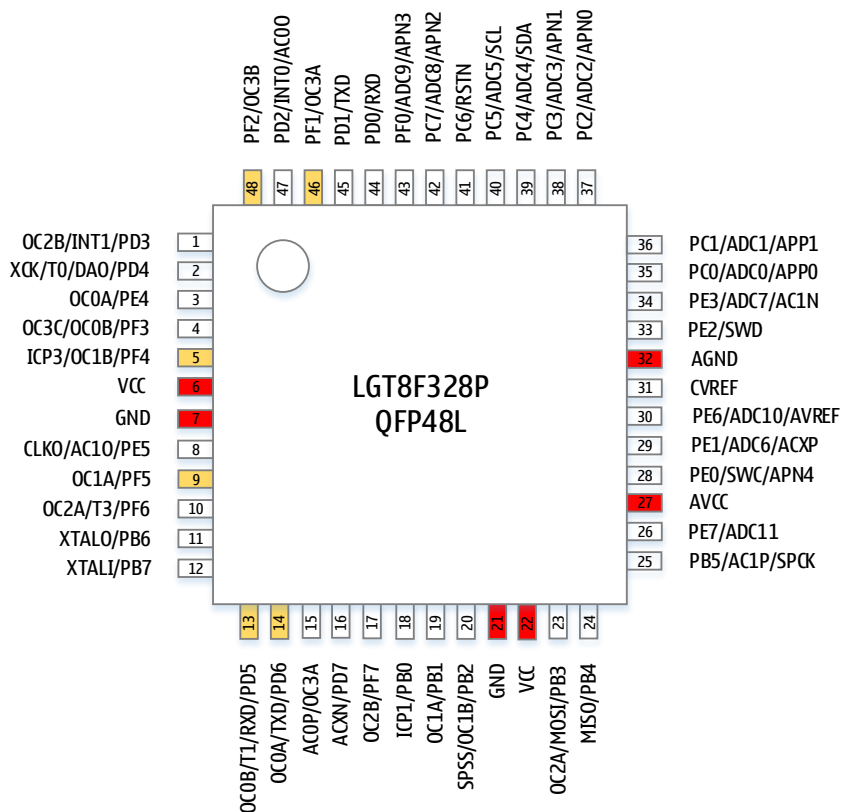 PF2/OC3B
PD2/INT0/AC0O
PF1/OC3A
PD1/TXD
PD0/RXD
PF0/ADC9/APN3
PC7/ADC8/APN2
PC6/RSTN
PC5/ADC5/SCL
PC4/ADC4/SDA
PC3/ADC3/APN1
PC2/ADC2/APN0
48
47
46
45
44
43
42
41
40
39
38
37
OC2B/INT1/PD3 1
XCK/T0/DAO/PD4 2
OC0A/PE4 3
OC3C/OC0B/PF3 4
ICP3/OC1B/PF4 5
VCC 6
GND 7
CLKO/AC1O/PE5 8
OC1A/PF5 9
OC2A/T3/PF6 10
XTALO/PB6 11
XTALI/PB7 12
LGT8F328P
QFP48L
36 PC1/ADC1/APP1
35 PC0/ADC0/APP0
34 PE3/ADC7/AC1N
33 PE2/SWD
32 AGND
31 CVREF
30 PE6/ADC10/AVREF
29 PE1/ADC6/ACXP
28 PE0/SWC/APN4
27 AVCC
26 PE7/ADC11
25 PB5/AC1P/SPCK
13
14
15
16
17
18
19
20
21
22
23
24
OC0B/T1/RXD/PD5
OC0A/TXD/PD6
AC0P/OC3A
ACXN/PD7
OC2B/PF7
ICP1/PB0
OC1A/PB1
SPSS/OC1B/PB2
GND
VCC
OC2A/MOSI/PB3
MISO/PB4